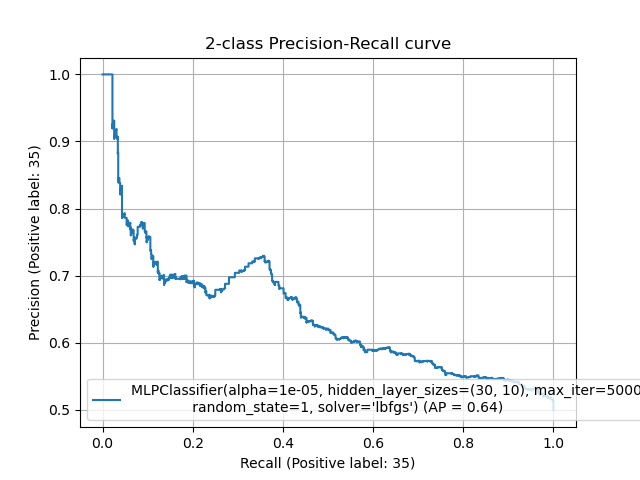 2-class Precision-Recall curve
1.0
0.9
0.8
0.7
0.6
0.5
Precision (Positive label: 35)
MLPClassifier(alpha=1e-05, hidden_layer_sizes=(30, 10), max_iter=5000
random_state=1, solver='lbfgs') (AP = 0.64)
0.0 0.2 0.4 0.6 0.8 1.0
Recall (Positive label: 35)